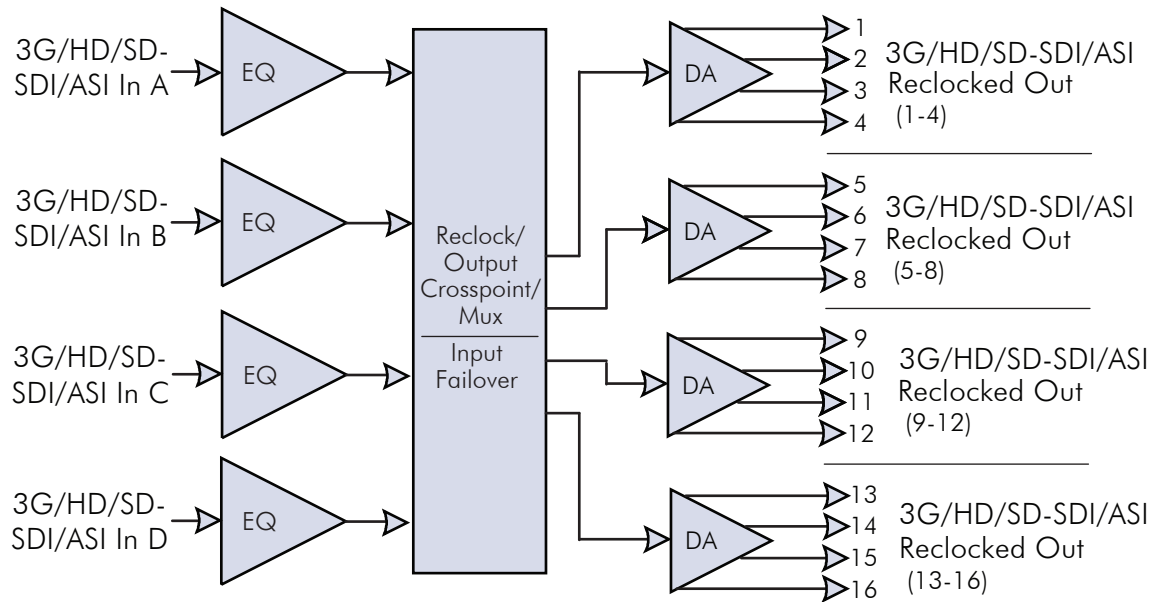 3G/HD/SD-
SDI/ASI In A
EQ
3G/HD/SD-
SDI/ASI In B
EQ
3G/HD/SD-
SDI/ASI In C
EQ
3G/HD/SD-
SDI/ASI In D
EQ
Reclock/
Output
Crosspoint/
Mux
Input
Failover
DA
1
2
3
4
3G/HD/SD-SDI/ASI
Reclocked Out
(1-4)
DA
5
6
7
8
3G/HD/SD-SDI/ASI
Reclocked Out
(5-8)
DA
9
10
11
12
3G/HD/SD-SDI/ASI
Reclocked Out
(9-12)
DA
13
14
15
16
3G/HD/SD-SDI/ASI
Reclocked Out
(13-16)